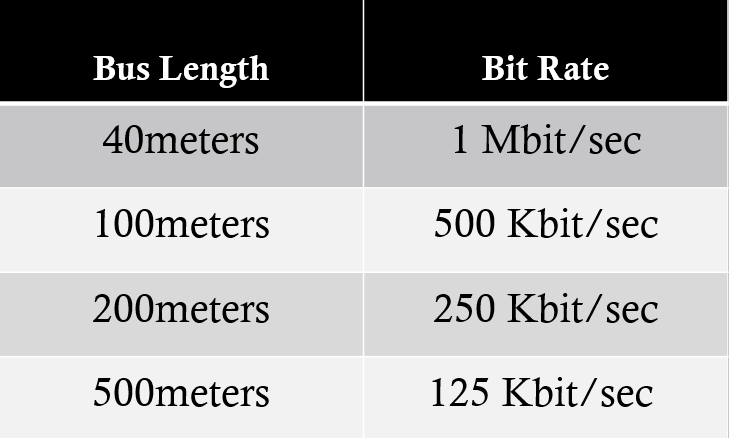 Bus Length Bit Rate
40meters 1 Mbit/sec
100meters 500 Kbit/sec
200meters 250 Kbit/sec
500meters 125 Kbit/sec